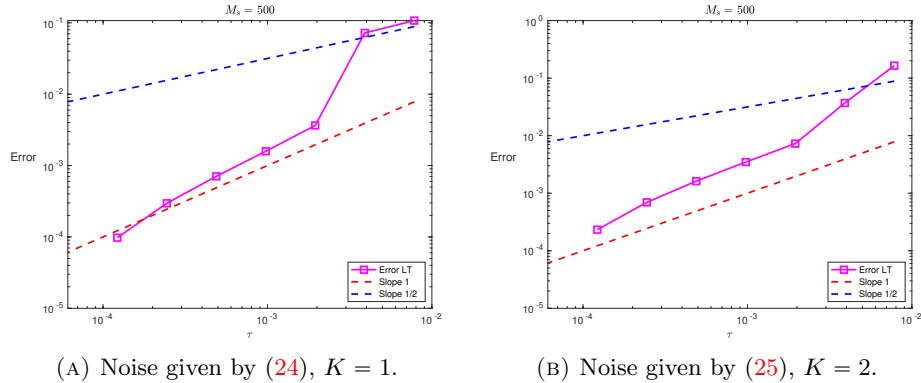 M_s = 500
10^-1
10^-2
Error
10^-3
10^-4
10^-5
10^-4
10^-3
10^-2
τ
Error LT
Slope 1
Slope 1/2
(A) Noise given by (24), K = 1.
M_s = 500
10^0
10^-1
10^-2
Error
10^-3
10^-4
10^-5
10^-4
10^-3
10^-2
τ
Error LT
Slope 1
Slope 1/2
(B) Noise given by (25), K = 2.